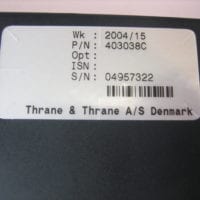 Wk : 2004/15
P/N : 403038C
Opt :
ISN :
S/N : 04957322
Thrane & Thrane A/S Denmark